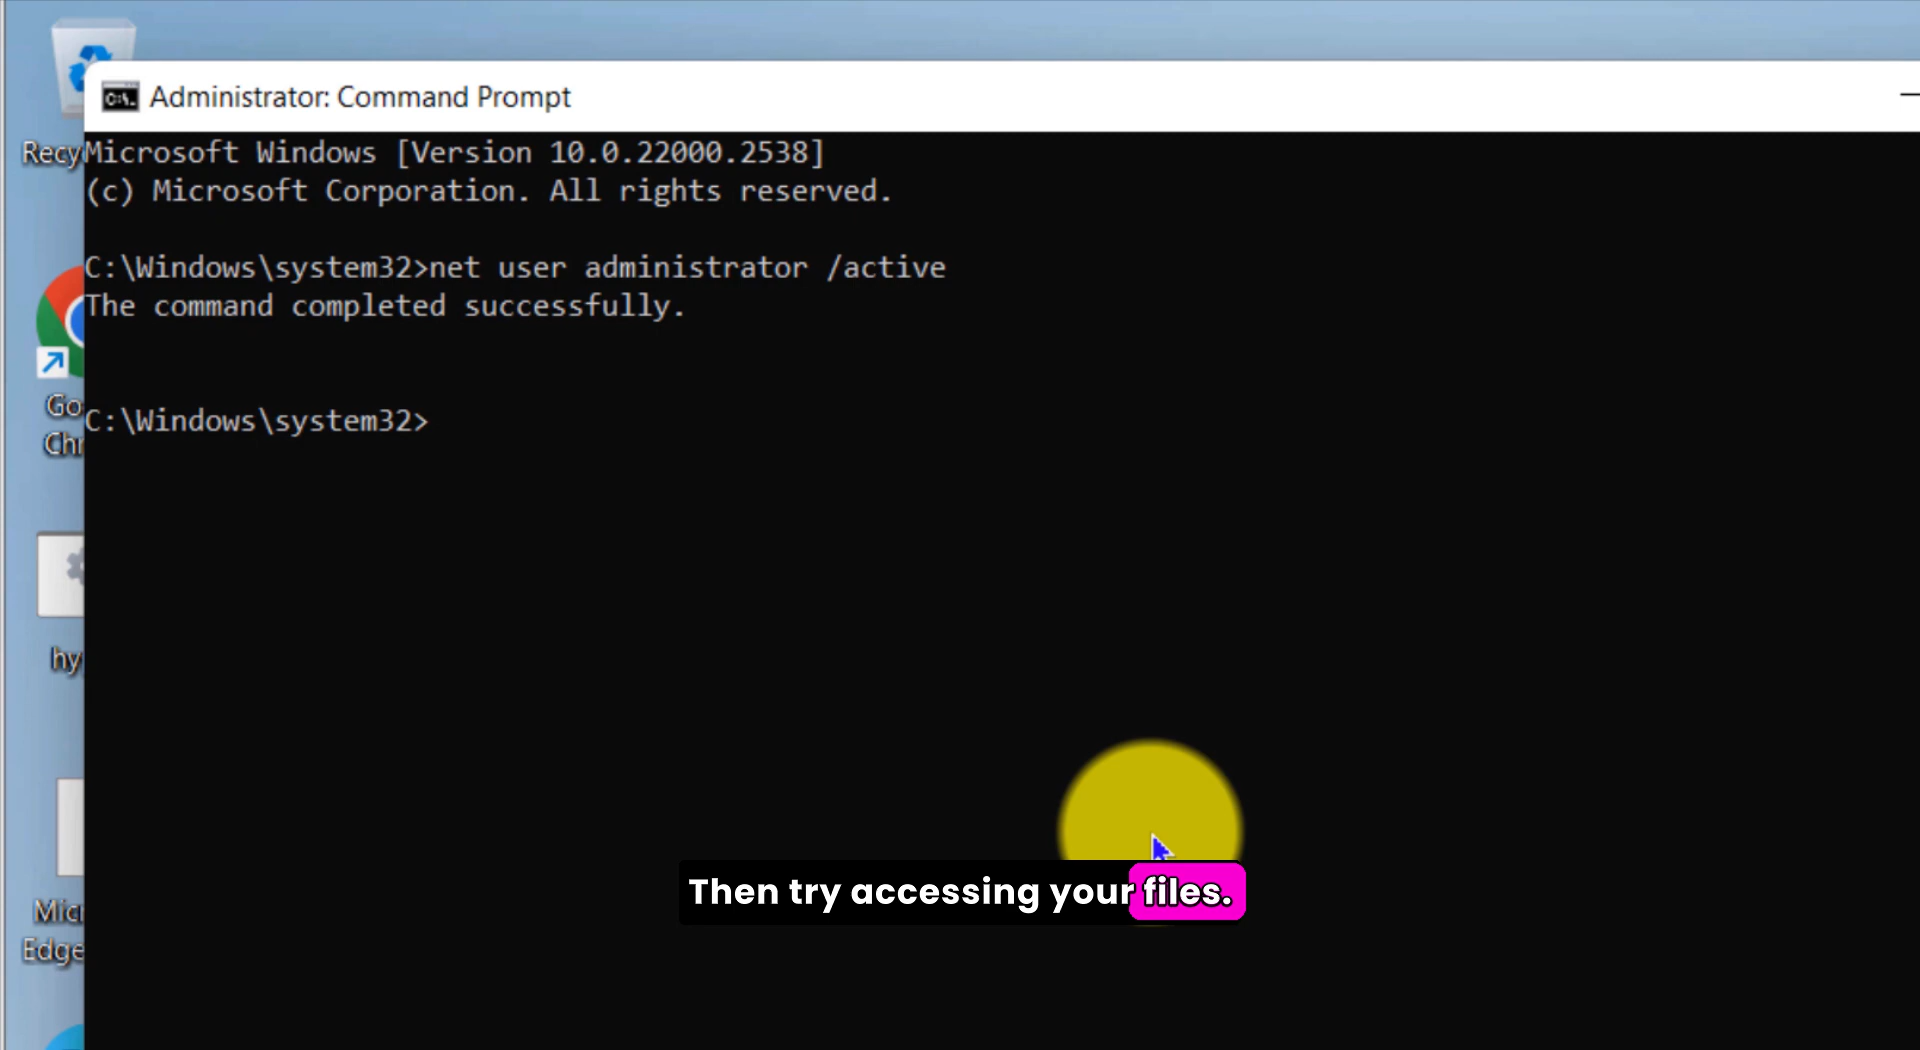 Administrator: Command Prompt
Microsoft Windows [Version 10.0.22000.2538]
(c) Microsoft Corporation. All rights reserved.
C:\Windows\system32>net user administrator /active
The command completed successfully.
C:\Windows\system32>
Recy
Go
Chr
hy
Micr
Edge
Then try accessing your files.